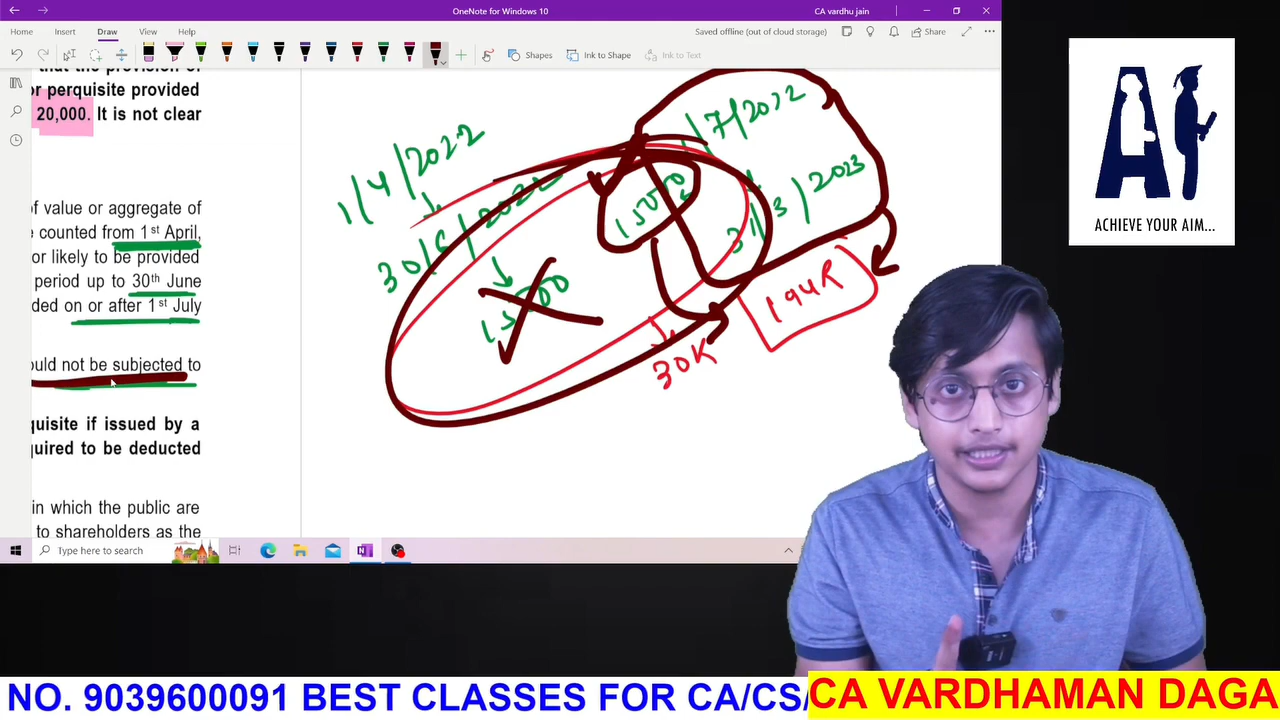 OneNote for Windows 10
CA vardhu jain
Home Insert Draw View Help
Saved offline (out of cloud storage)
Share
Shapes
Ink to Shape
Ink to Text
that the provision of
or perquisite provided
20,000. It is not clear
of value or aggregate of
e counted from 1st April,
or likely to be provided
period up to 30th June
ded on or after 1st July
ould not be subjected to
quisite if issued by a
quired to be deducted
in which the public are
to shareholders as the
1/4/2022
30/6/2022
1/7/2022
31/3/2023
15000
30K
194R
Type here to search
AI
ACHIEVE YOUR AIM...
NO. 9039600091 BEST CLASSES FOR CA/CS/
CA VARDHAMAN DAGA